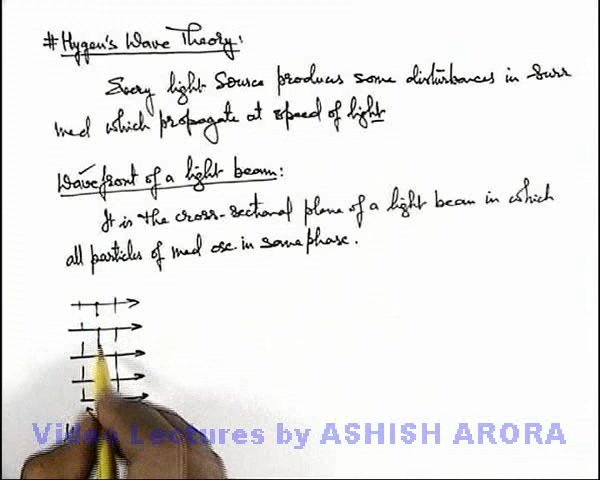 # Hygen's Wave Theory:
Every light source produces some disturbances in surr
med which propagate at speed of light
Wavefront of a light beam:
It is the cross-sectional plane of a light beam in which
all particles of med osc. in same phase.
Video Lectures by ASHISH ARORA